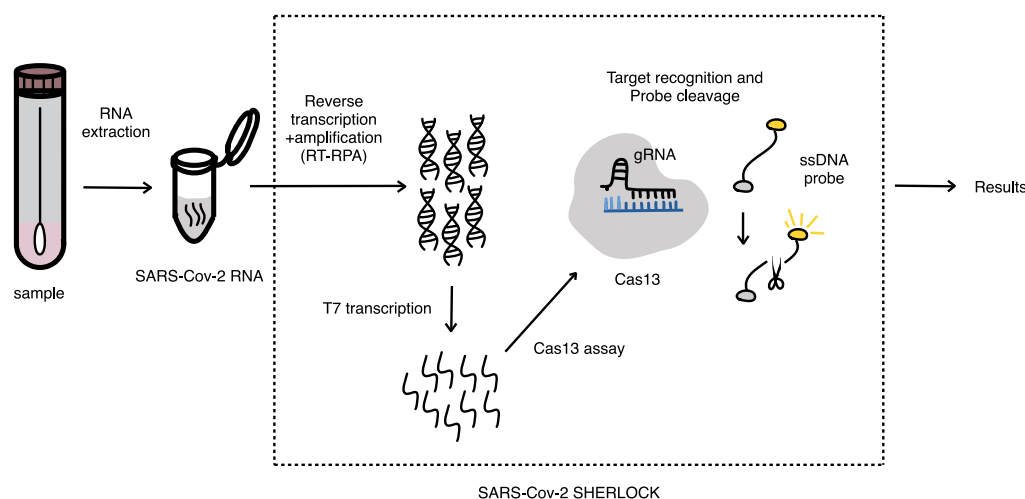 sample
RNA
extraction
SARS-Cov-2 RNA
Reverse
transcription
+amplification
(RT-RPA)
T7 transcription
Cas13 assay
Target recognition and
Probe cleavage
gRNA
Cas13
ssDNA
probe
Results
SARS-Cov-2 SHERLOCK